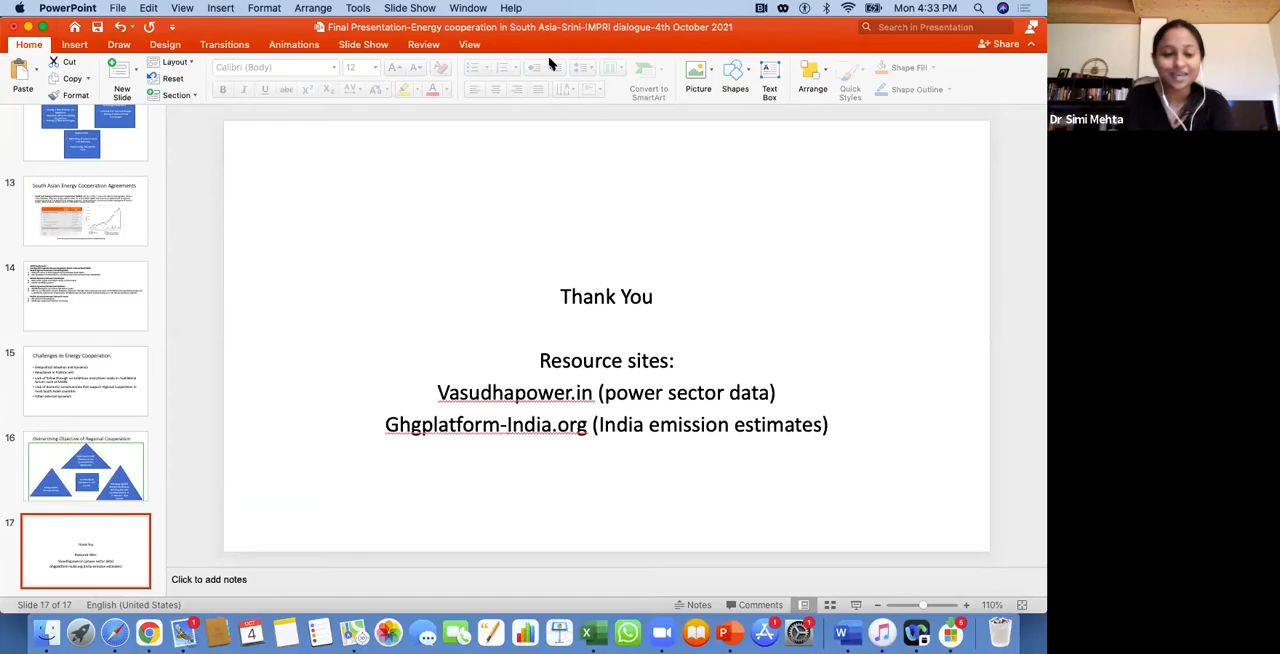 PowerPoint File Edit View Insert Format Arrange Tools Slide Show Window Help Mon 4:33 PM
Final Presentation-Energy cooperation in South Asia-Srini-IMPRI dialogue-4th October 2021
Search in Presentation
Home Insert Draw Design Transitions Animations Slide Show Review View
Share
Paste
Cut
Copy
Format
New Slide
Layout
Reset
Section
Calibri (Body) 12
Convert to SmartArt
Picture
Shapes
Text Box
Arrange
Quick Styles
Shape Fill
Shape Outline
Dr Simi Mehta
13
South Asian Energy Cooperation Agreements
14
15
Challenges to Energy Cooperation
16
Overarching Objective of Regional Cooperation
17
Thank You
Resource sites:
Vasudhapower.in (power sector data)
Ghgplatform-India.org (India emission estimates)
Click to add notes
Slide 17 of 17 English (United States) Notes Comments 110%
OCT
4